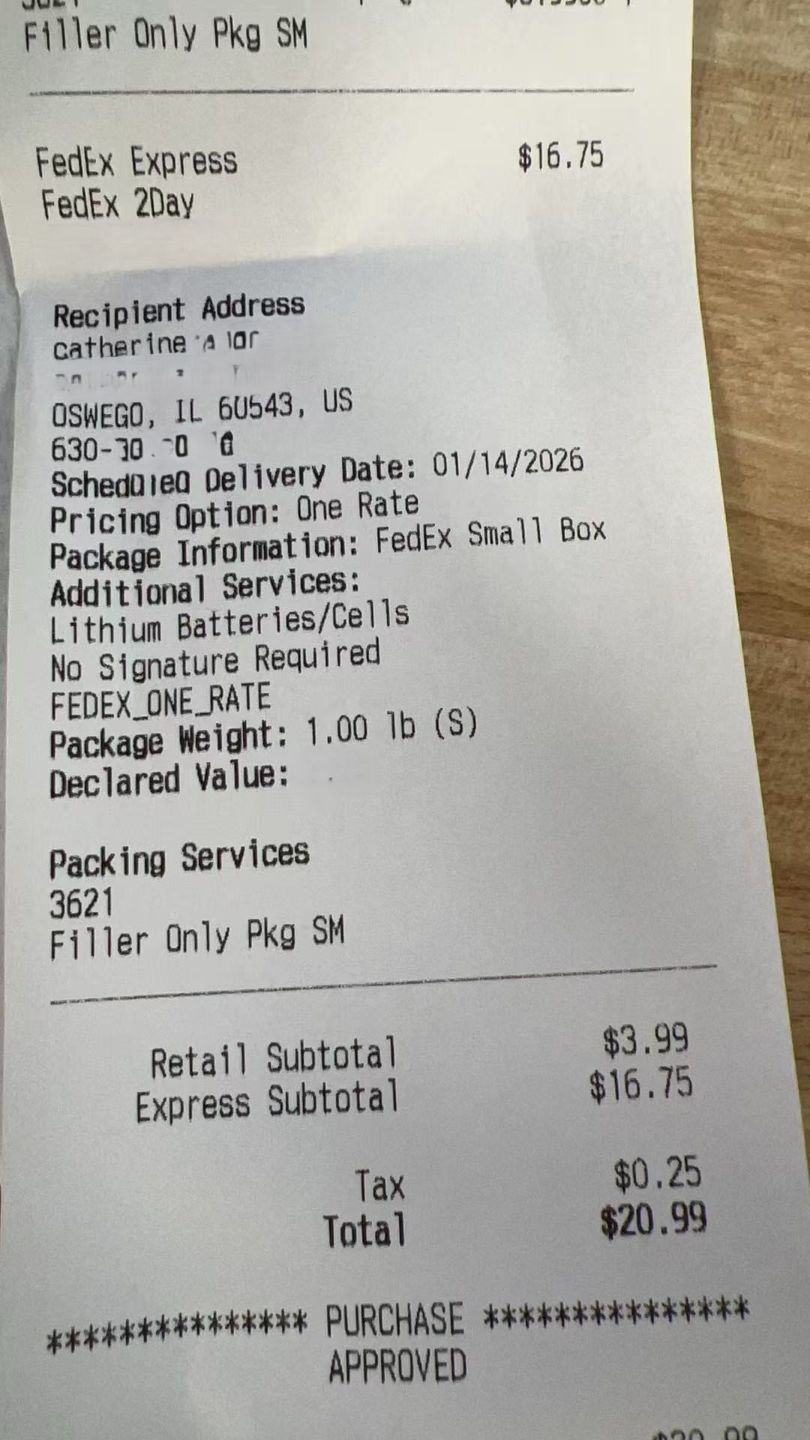 Filler Only Pkg SM
FedEx Express $16.75
FedEx 2Day
Recipient Address
catherine
OSWEGO, IL 60543, US
Scheduled Delivery Date: 01/14/2026
Pricing Option: One Rate
Package Information: FedEx Small Box
Additional Services:
Lithium Batteries/Cells
No Signature Required
FEDEX_ONE_RATE
Package Weight: 1.00 lb (S)
Declared Value:
Packing Services
3621
Filler Only Pkg SM
Retail Subtotal $3.99
Express Subtotal $16.75
Tax $0.25
Total $20.99
*************** PURCHASE ***************
APPROVED